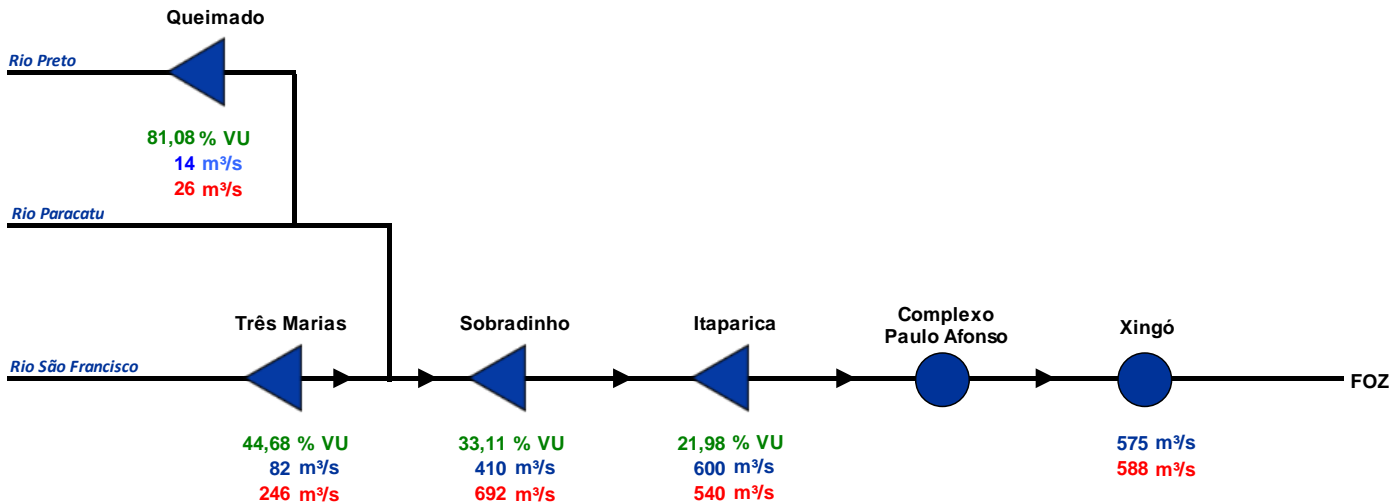 Queimado
Rio Preto
81,08 % VU
14 m³/s
26 m³/s
Rio Paracatu
Três Marias
Sobradinho
Itaparica
Complexo
Paulo Afonso
Xingó
Rio São Francisco
FOZ
44,68 % VU
82 m³/s
246 m³/s
33,11 % VU
410 m³/s
692 m³/s
21,98 % VU
600 m³/s
540 m³/s
575 m³/s
588 m³/s